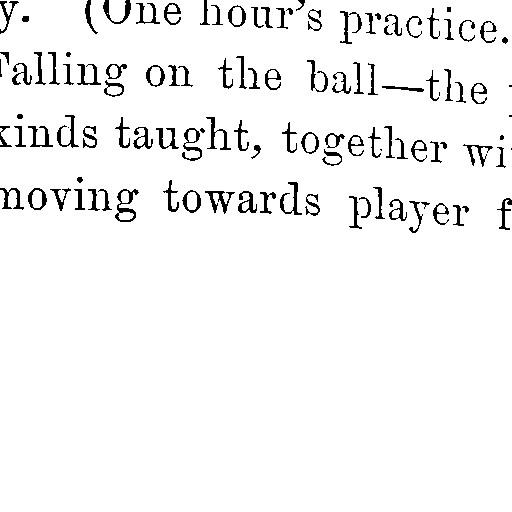 y. (One hour's practice.
Falling on the ball—the
kinds taught, together wi
moving towards player f